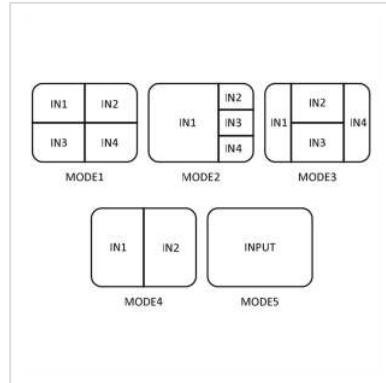 IN1 IN2 IN3 IN4
MODE1
IN1 IN2 IN3 IN4
MODE2
IN1 IN2 IN3 IN4
MODE3
IN1 IN2
MODE4
INPUT
MODE5